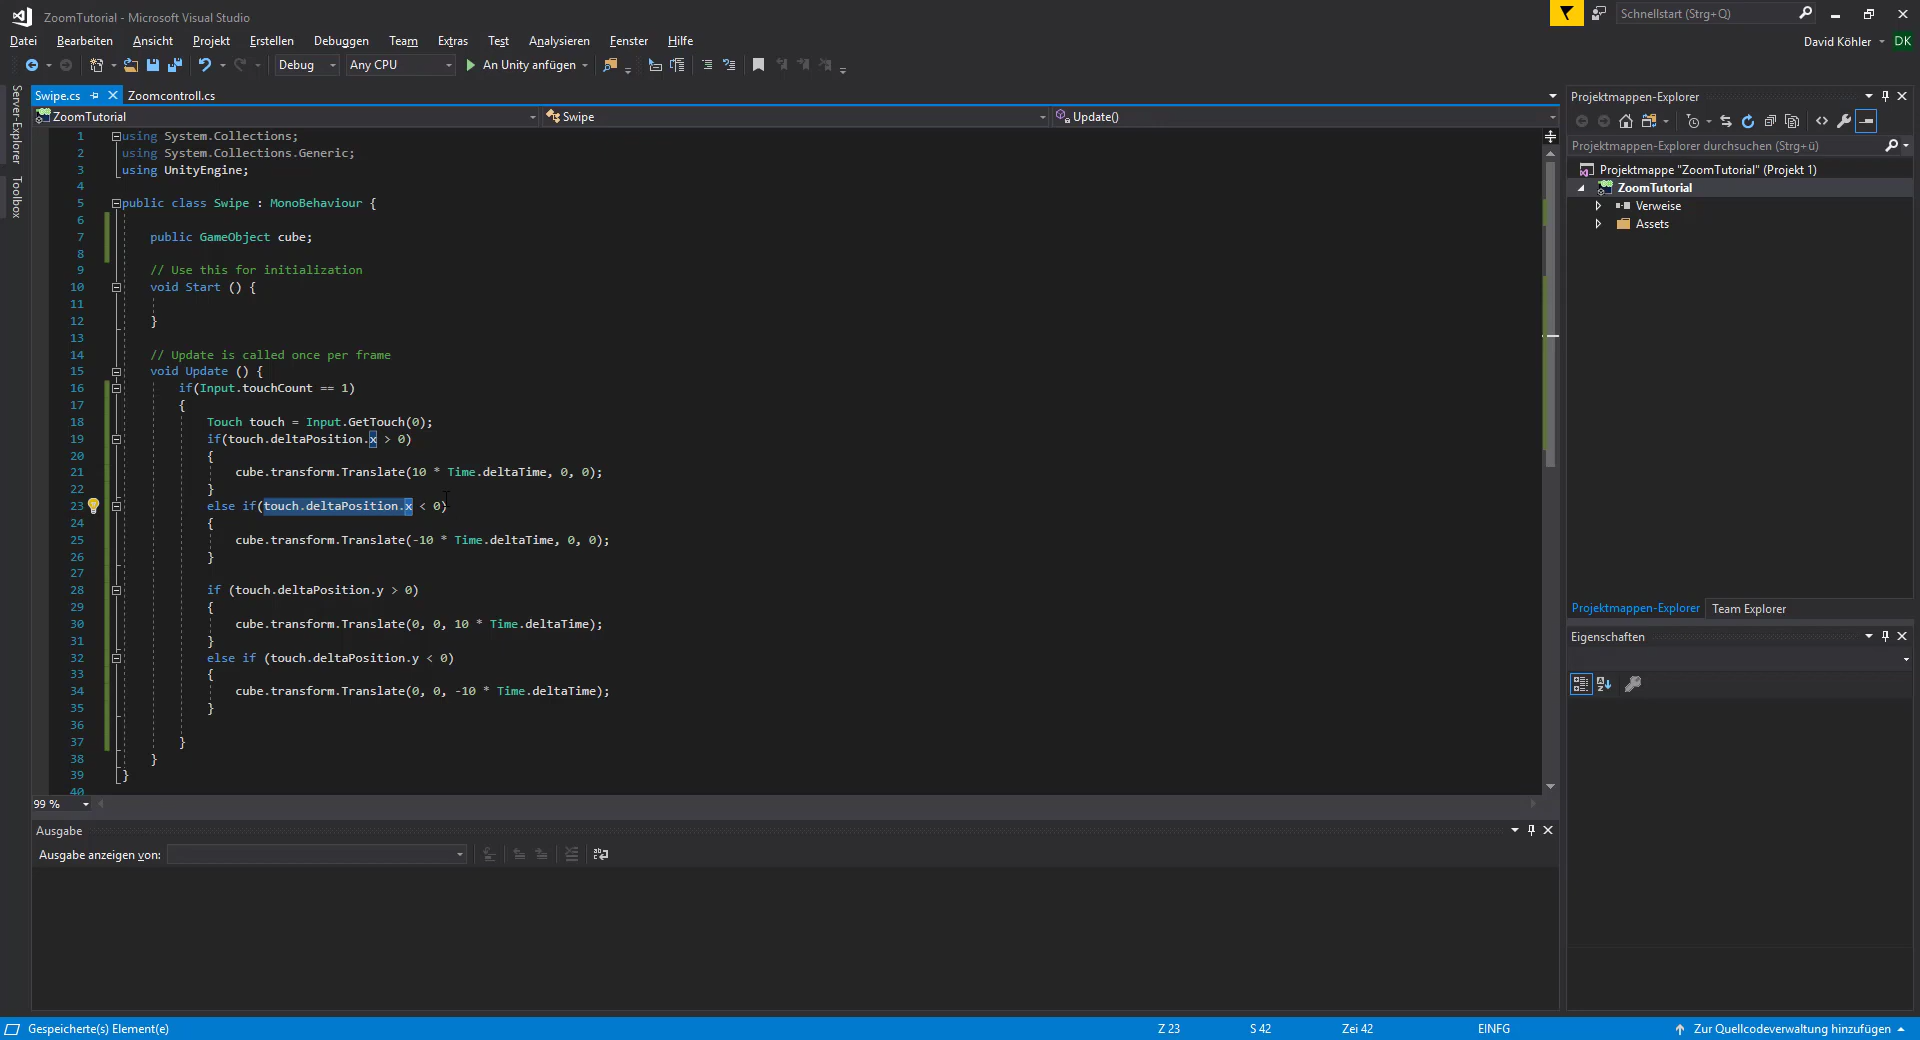 ZoomTutorial - Microsoft Visual Studio
Schnellstart (Strg+Q)
Datei Bearbeiten Ansicht Projekt Erstellen Debuggen Team Extras Test Analysieren Fenster Hilfe
David Köhler DK
Debug Any CPU An Unity anfügen
Server-Explorer
Toolbox
Swipe.cs Zoomcontroll.cs
ZoomTutorial Swipe Update()
1 using System.Collections;
2 using System.Collections.Generic;
3 using UnityEngine;
4
5 public class Swipe : MonoBehaviour {
6
7 public GameObject cube;
8
9 // Use this for initialization
10 void Start () {
11
12 }
13
14 // Update is called once per frame
15 void Update () {
16 if(Input.touchCount == 1)
17 {
18 Touch touch = Input.GetTouch(0);
19 if(touch.deltaPosition.x > 0)
20 {
21 cube.transform.Translate(10 * Time.deltaTime, 0, 0);
22 }
23 else if(touch.deltaPosition.x < 0)
24 {
25 cube.transform.Translate(-10 * Time.deltaTime, 0, 0);
26 }
27
28 if (touch.deltaPosition.y > 0)
29 {
30 cube.transform.Translate(0, 0, 10 * Time.deltaTime);
31 }
32 else if (touch.deltaPosition.y < 0)
33 {
34 cube.transform.Translate(0, 0, -10 * Time.deltaTime);
35 }
36
37 }
38 }
39 }
40
99 %
Ausgabe
Ausgabe anzeigen von:
Projektmappen-Explorer
Projektmappen-Explorer durchsuchen (Strg+ü)
Projektmappe "ZoomTutorial" (Projekt 1)
ZoomTutorial
Verweise
Assets
Projektmappen-Explorer Team Explorer
Eigenschaften
Gespeicherte(s) Element(e) Z 23 S 42 Zei 42 EINFG Zur Quellcodeverwaltung hinzufügen